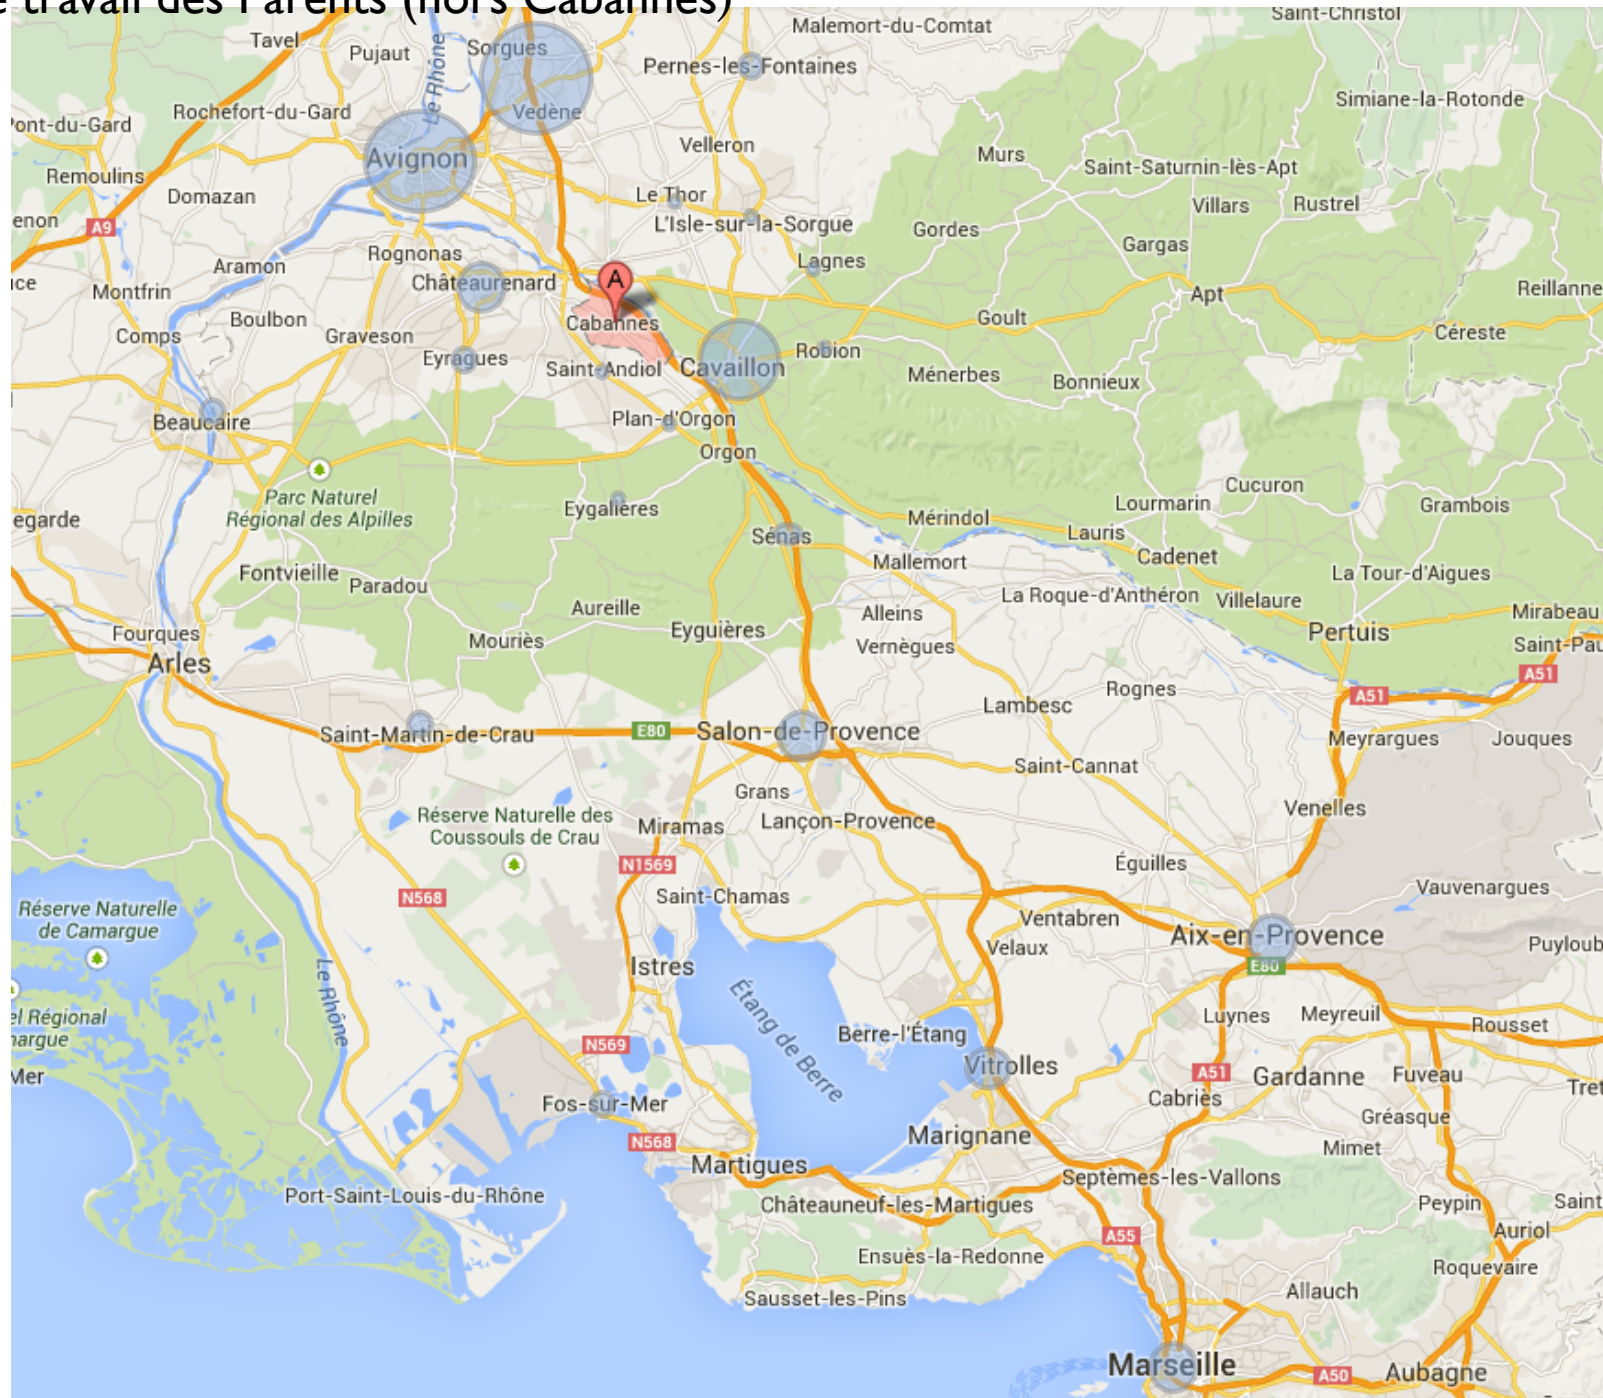 travail des Parents (hors Cabannes)
Saint-Christol
Malemort-du-Comtat
Tavel
Pujaut
Sorgues
Pernes-les-Fontaines
Le Rhône
Simiane-la-Rotonde
Rochefort-du-Gard
Vedène
Pont-du-Gard
Velleron
Murs
Avignon
Saint-Saturnin-lès-Apt
Remoulins
Domazan
Le Thor
Villars
Rustrel
A9
L'Isle-sur-la-Sorgue
Gordes
Gargas
Rognonas
Lagnes
Aramon
A
Châteaurenard
Reillanne
Montfrin
Apt
Boulbon
Goult
Cabannes
Comps
Graveson
Céreste
Eyragues
Saint-Andiol
Cavaillon
Robion
Ménerbes
Bonnieux
Beaucaire
Plan-d'Orgon
Orgon
Parc Naturel
Régional des Alpilles
Cucuron
Lourmarin
Grambois
Eygalières
egarde
Mérindol
Lauris
Sénas
Cadenet
Mallemort
Fontvieille
Paradou
La Tour-d'Aigues
La Roque-d'Anthéron
Villelaure
Aureille
Alleins
Mirabeau
Fourques
Mouriès
Eyguières
Pertuis
Vernègues
Saint-Pau
Arles
A51
A51
Rognes
Lambesc
Saint-Martin-de-Crau
E80
Salon-de-Provence
Meyrargues
Jouques
Saint-Cannat
Grans
Venelles
Réserve Naturelle des
Coussouls de Crau
Miramas
Lançon-Provence
N1569
Éguilles
N568
Saint-Chamas
Vauvenargues
Réserve Naturelle
de Camargue
Ventabren
Aix-en-Provence
Velaux
Puyloub
Istres
E80
Le Rhône
Étang de Berre
el Régional
Luynes
Meyreuil
Rousset
Berre-l'Étang
N569
Vitrolles
A51
Gardanne
Fuveau
Mer
Cabriès
Fos-sur-Mer
Gréasque
Marignane
N568
Mimet
Martigues
Septèmes-les-Vallons
Port-Saint-Louis-du-Rhône
Châteauneuf-les-Martigues
Peypin
Saint
A55
Auriol
Ensuès-la-Redonne
Roquevaire
Sausset-les-Pins
Allauch
Marseille
A50
Aubagne